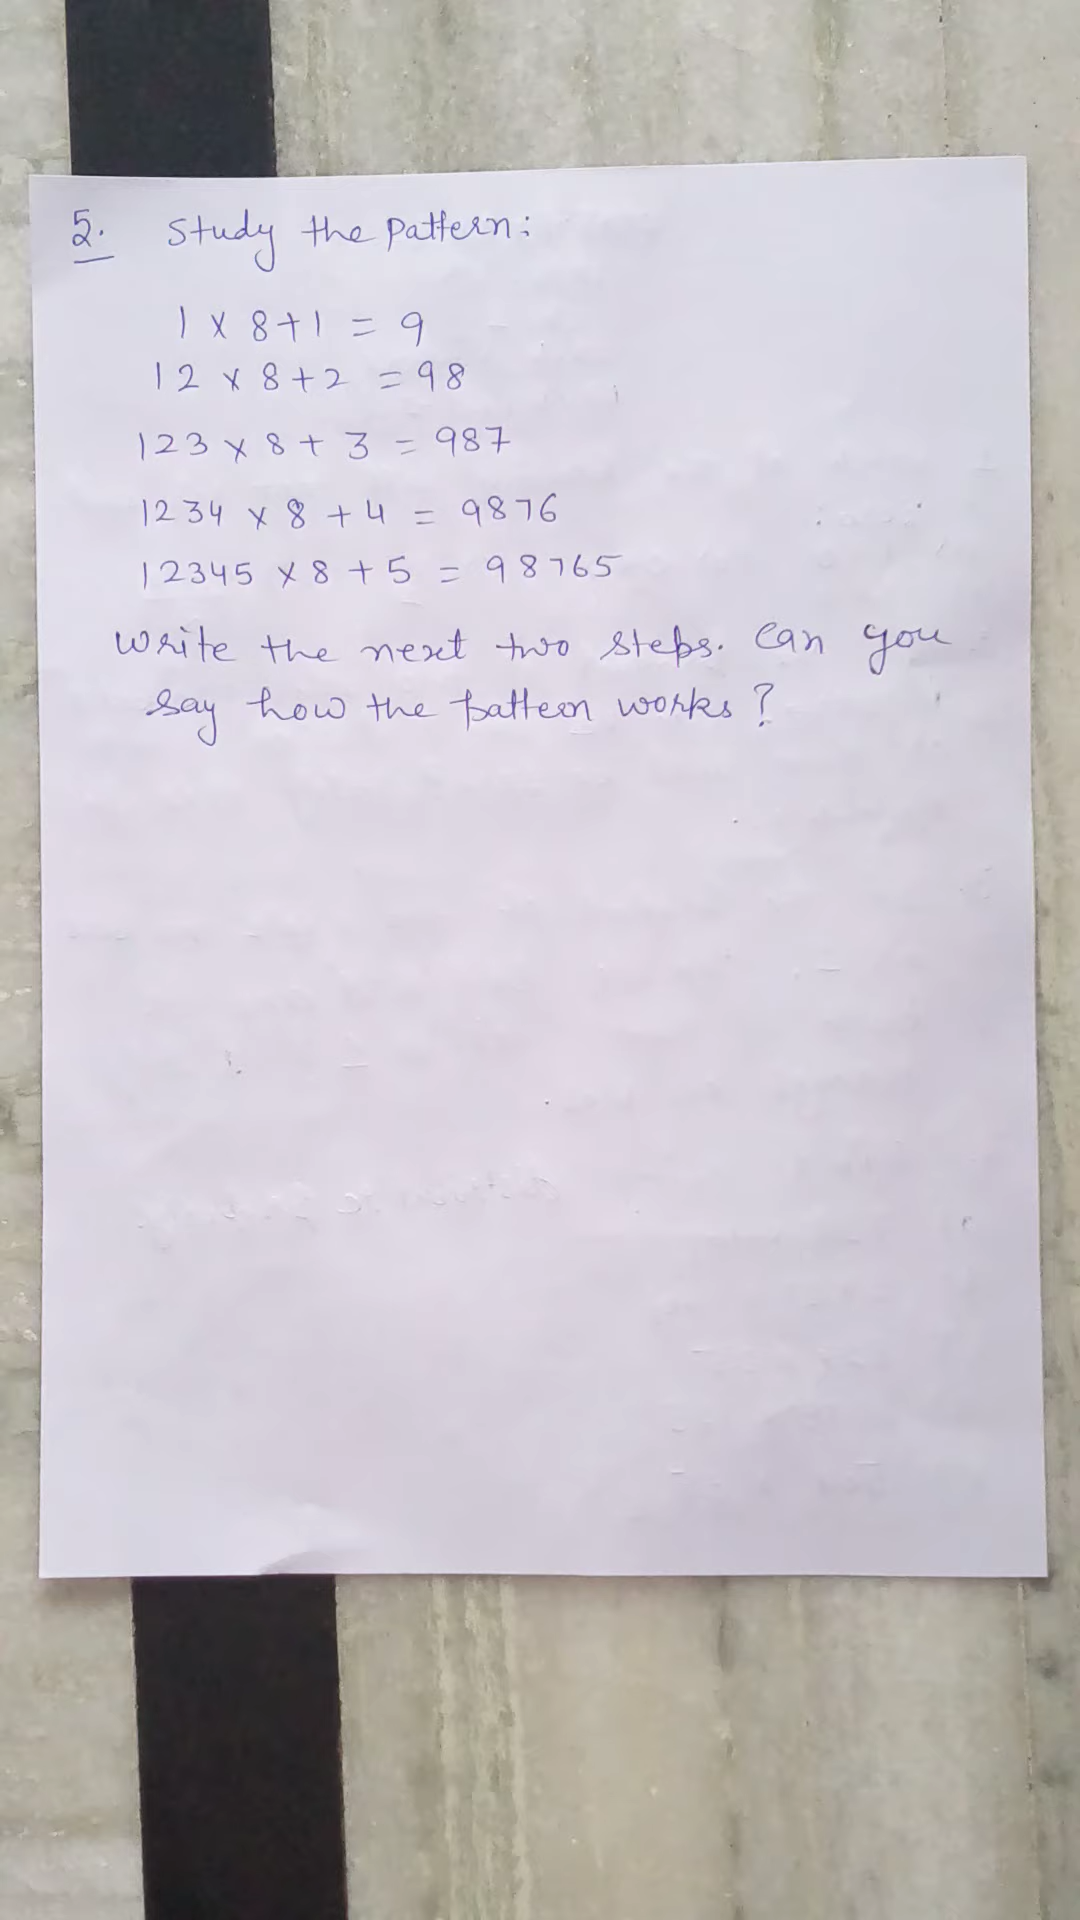 5. Study the pattern:
1 × 8 + 1 = 9
12 × 8 + 2 = 98
123 × 8 + 3 = 987
1234 × 8 + 4 = 9876
12345 × 8 + 5 = 98765
Write the next two steps. Can you
say how the pattern works?